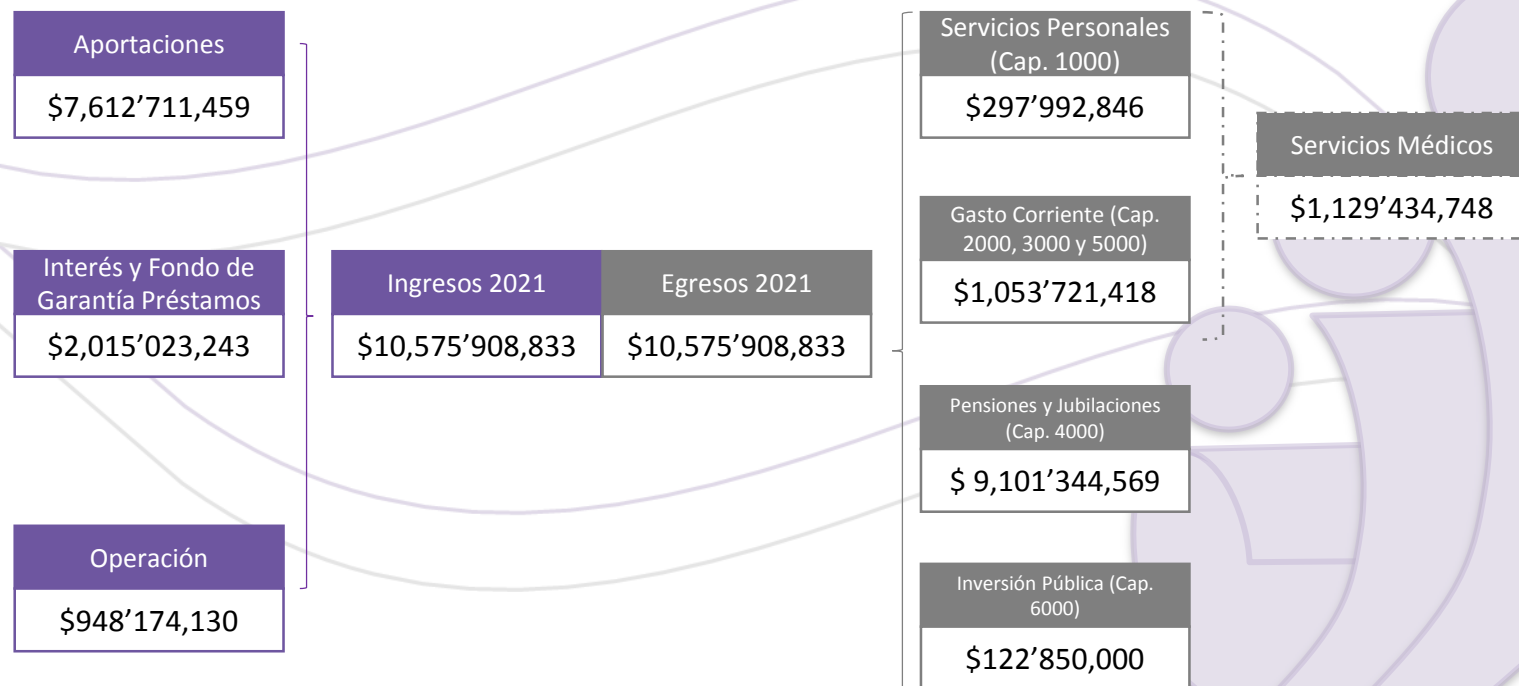 Aportaciones
$7,612’711,459
Interés y Fondo de
Garantía Préstamos
$2,015’023,243
Operación
$948’174,130
Ingresos 2021
$10,575’908,833
Egresos 2021
$10,575’908,833
Servicios Personales
(Cap. 1000)
$297’992,846
Gasto Corriente (Cap.
2000, 3000 y 5000)
$1,053’721,418
Pensiones y Jubilaciones
(Cap. 4000)
$ 9,101’344,569
Inversión Pública (Cap.
6000)
$122’850,000
Servicios Médicos
$1,129’434,748